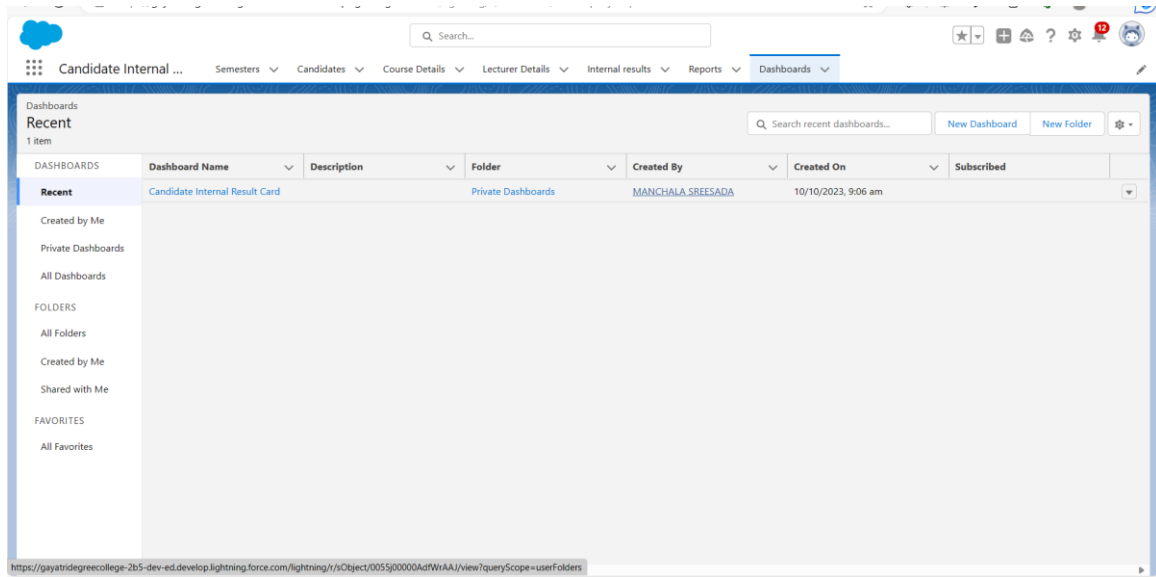 Search...
12
Candidate Internal ...
Semesters
Candidates
Course Details
Lecturer Details
Internal results
Reports
Dashboards
Dashboards
Recent
1 item
Search recent dashboards...
New Dashboard
New Folder
DASHBOARDS
Dashboard Name
Description
Folder
Created By
Created On
Subscribed
Recent
Candidate Internal Result Card
Private Dashboards
MANCHALA SREESADA
10/10/2023, 9:06 am
Created by Me
Private Dashboards
All Dashboards
FOLDERS
All Folders
Created by Me
Shared with Me
FAVORITES
All Favorites
https://gayatridegreecollege-2b5-dev-ed.develop.lightning.force.com/lightning/r/sObject/0055j00000AdfWrAAJ/view?queryScope=userFolders